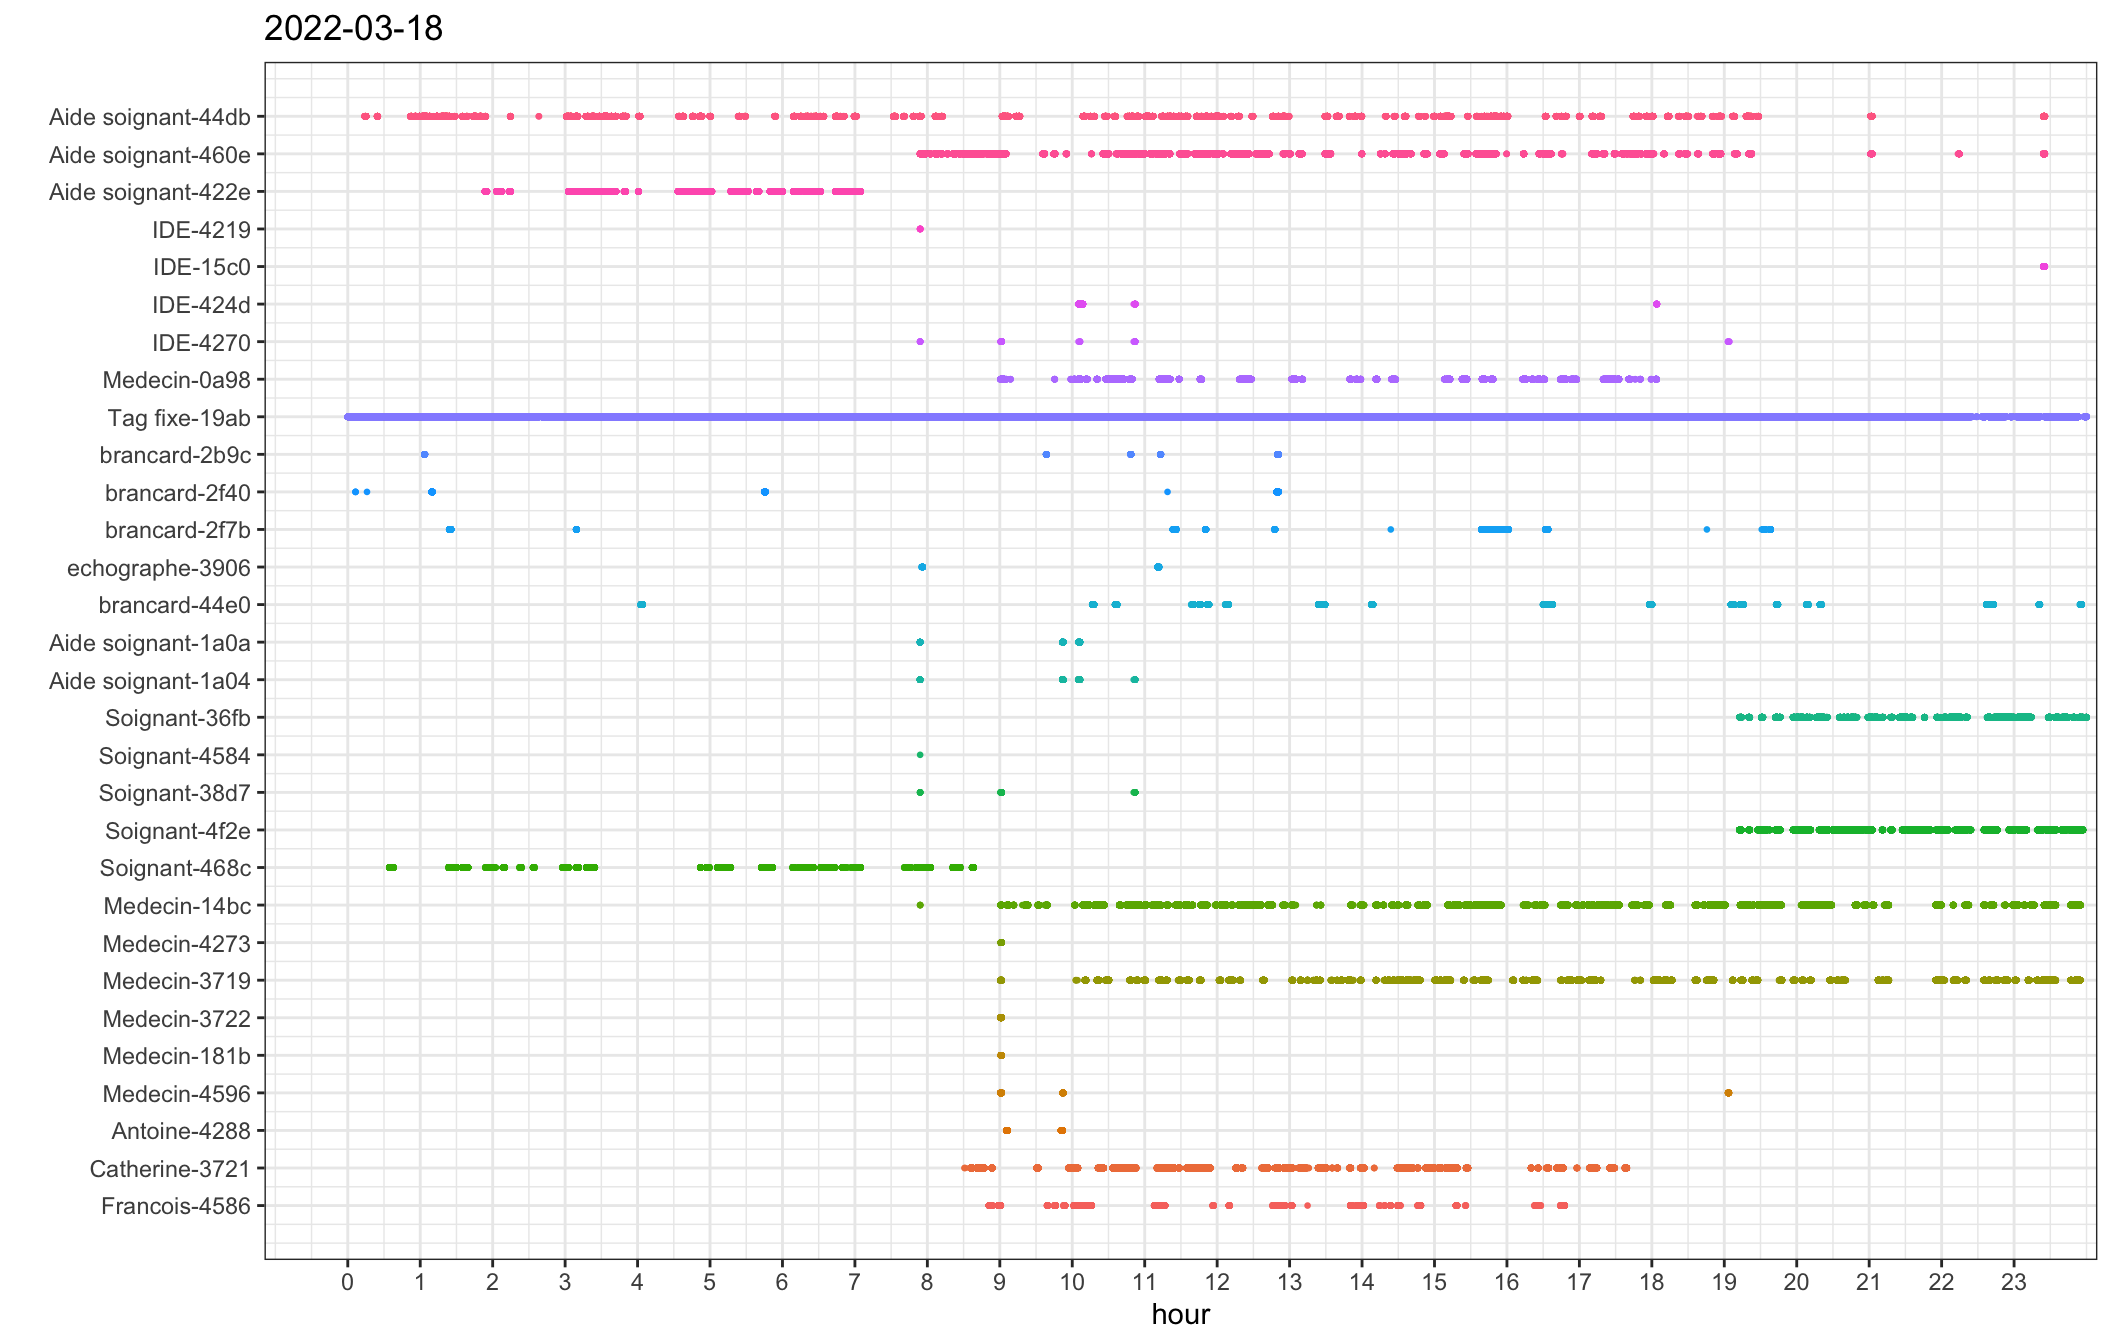 2022-03-18
Aide soignant-44db
Aide soignant-460e
Aide soignant-422e
IDE-4219
IDE-15c0
IDE-424d
IDE-4270
Medecin-0a98
Tag fixe-19ab
brancard-2b9c
brancard-2f40
brancard-2f7b
echographe-3906
brancard-44e0
Aide soignant-1a0a
Aide soignant-1a04
Soignant-36fb
Soignant-4584
Soignant-38d7
Soignant-4f2e
Soignant-468c
Medecin-14bc
Medecin-4273
Medecin-3719
Medecin-3722
Medecin-181b
Medecin-4596
Antoine-4288
Catherine-3721
Francois-4586
0 1 2 3 4 5 6 7 8 9 10 11 12 13 14 15 16 17 18 19 20 21 22 23
hour